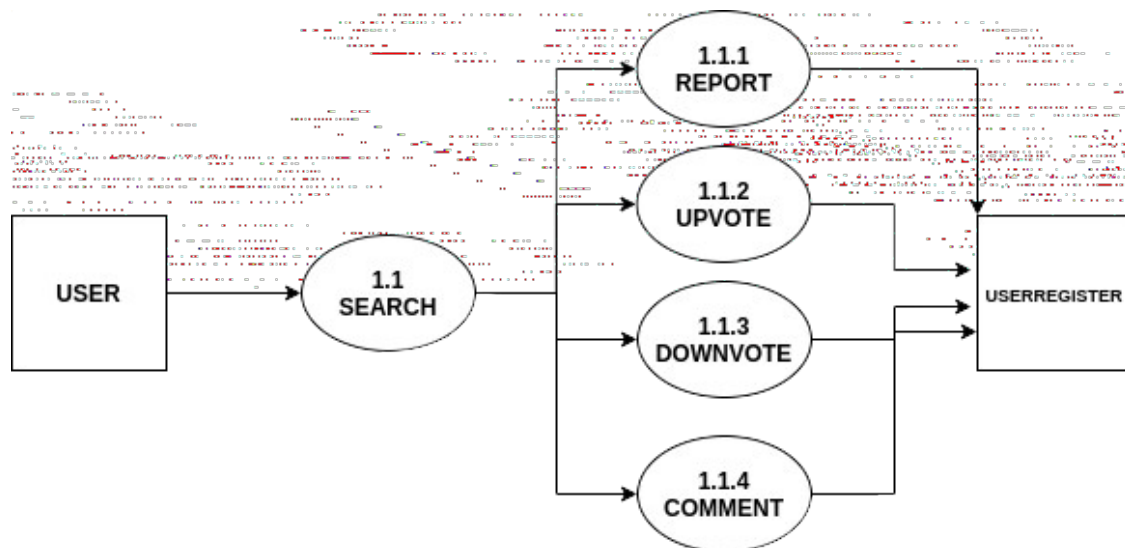 1.1.1
REPORT
1.1.2
UPVOTE
USER
1.1
SEARCH
USERREGISTER
1.1.3
DOWNVOTE
1.1.4
COMMENT